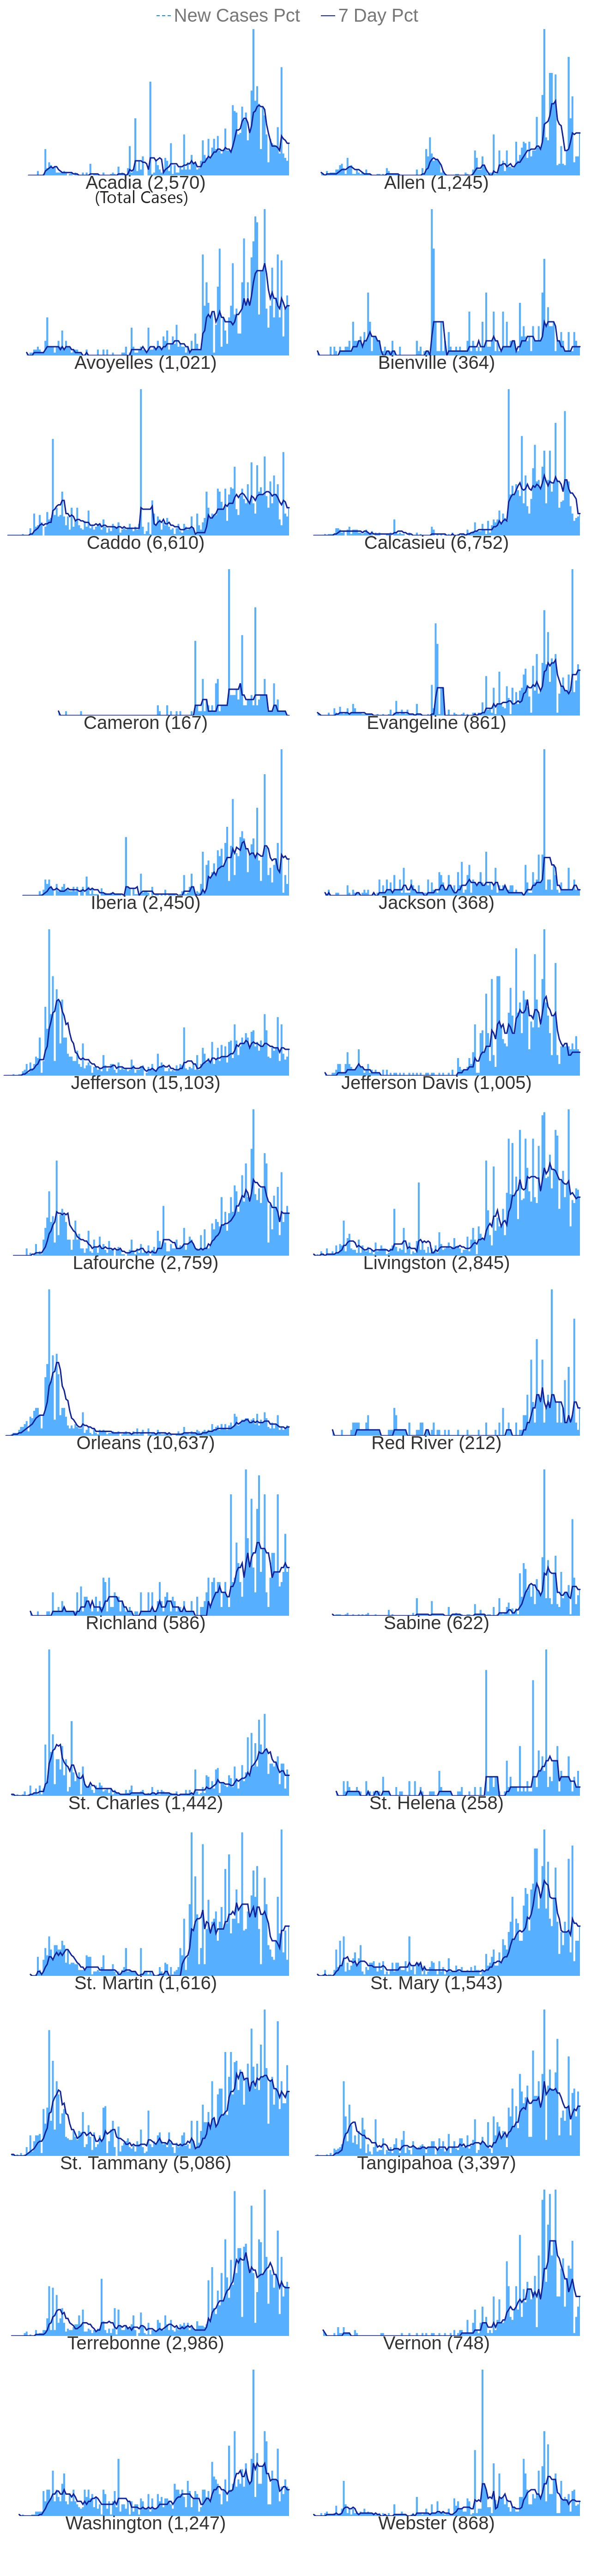 New Cases Pct 7 Day Pct
Acadia (2,570) Allen (1,245)
(Total Cases)
Avoyelles (1,021) Bienville (364)
Caddo (6,610) Calcasieu (6,752)
Cameron (167) Evangeline (861)
Iberia (2,450) Jackson (368)
Jefferson (15,103) Jefferson Davis (1,005)
Lafourche (2,759) Livingston (2,845)
Orleans (10,637) Red River (212)
Richland (586) Sabine (622)
St. Charles (1,442) St. Helena (258)
St. Martin (1,616) St. Mary (1,543)
St. Tammany (5,086) Tangipahoa (3,397)
Terrebonne (2,986) Vernon (748)
Washington (1,247) Webster (868)